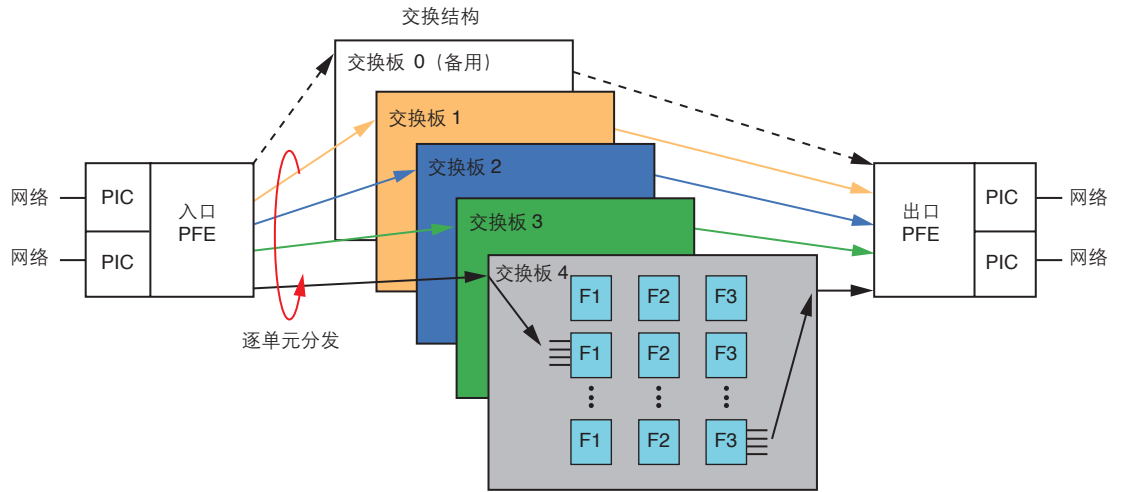 交换结构
交换板 0（备用）
交换板 1
交换板 2
交换板 3
交换板 4
网络
PIC
入口
PFE
网络
PIC
逐单元分发
F1 F2 F3
F1 F2 F3
F1 F2 F3
出口
PFE
PIC
网络
PIC
网络